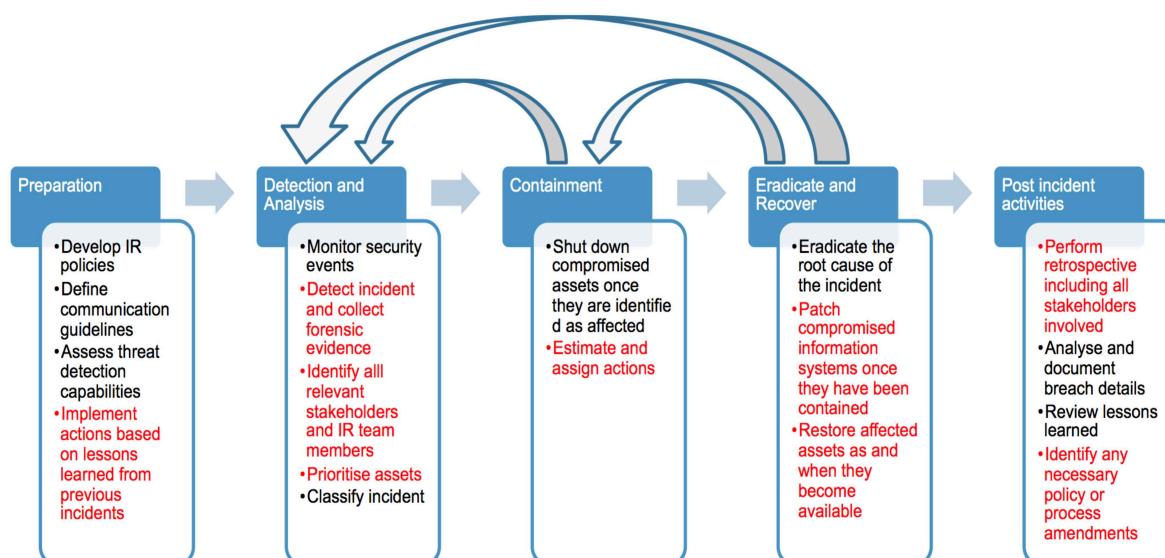 Preparation
•Develop IR
policies
•Define
communication
guidelines
•Assess threat
detection
capabilities
•Implement
actions based
on lessons
learned from
previous
incidents
Detection and
Analysis
•Monitor security
events
•Detect incident
and collect
forensic
evidence
•Identify alll
relevant
stakeholders
and IR team
members
•Prioritise assets
•Classify incident
Containment
•Shut down
compromised
assets once
they are identifie
d as affected
•Estimate and
assign actions
Eradicate and
Recover
•Eradicate the
root cause of
the incident
•Patch
compromised
information
systems once
they have been
contained
•Restore affected
assets as and
when they
become
available
Post incident
activities
•Perform
retrospective
including all
stakeholders
involved
•Analyse and
document
breach details
•Review lessons
learned
•Identify any
necessary
policy or
process
amendments